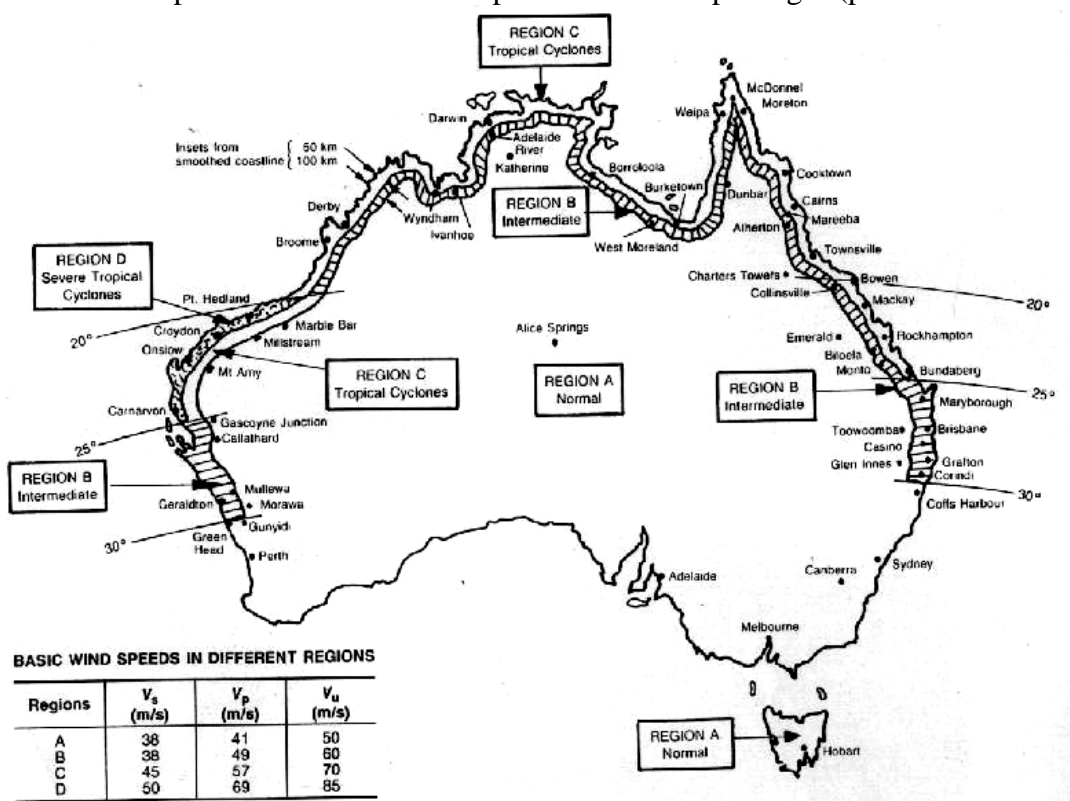 REGION C
Tropical Cyclones
McDonnel
Moreton
Weipa
Darwin
Adelaide
River
Katherine
Insets from
smoothed coastline
50 km
100 km
Borroloola
Burketown
Cooktown
Dunbar
Cairns
Mareeba
Atherton
Derby
Wyndham
Ivanhoe
REGION B
Intermediate
West Moreland
Broome
Townsville
REGION D
Severe Tropical
Cyclones
Charters Towers
Bowen
Collinsville
Mackay
20°
Pt. Hedland
20°
Croydon
Marble Bar
Millstream
Alice Springs
Emerald
Rockhampton
Onslow
Mt Amy
REGION C
Tropical Cyclones
REGION A
Normal
Biloela
Monto
Bundaberg
REGION B
Intermediate
25°
Maryborough
Carnarvon
25°
Gascoyne Junction
Callathard
Toowoomba
Brisbane
Casino
Glen Innes
Grafton
Corindi
REGION B
Intermediate
Mullewa
Geraldton
Morawa
30°
Coffs Harbour
30°
Green
Head
Gunyidi
Perth
Sydney
Canberra
Adelaide
Melbourne
REGION A
Normal
Hobart
BASIC WIND SPEEDS IN DIFFERENT REGIONS
Regions Vs (m/s) Vp (m/s) Vu (m/s)
A 38 41 50
B 38 49 60
C 45 57 70
D 50 69 85